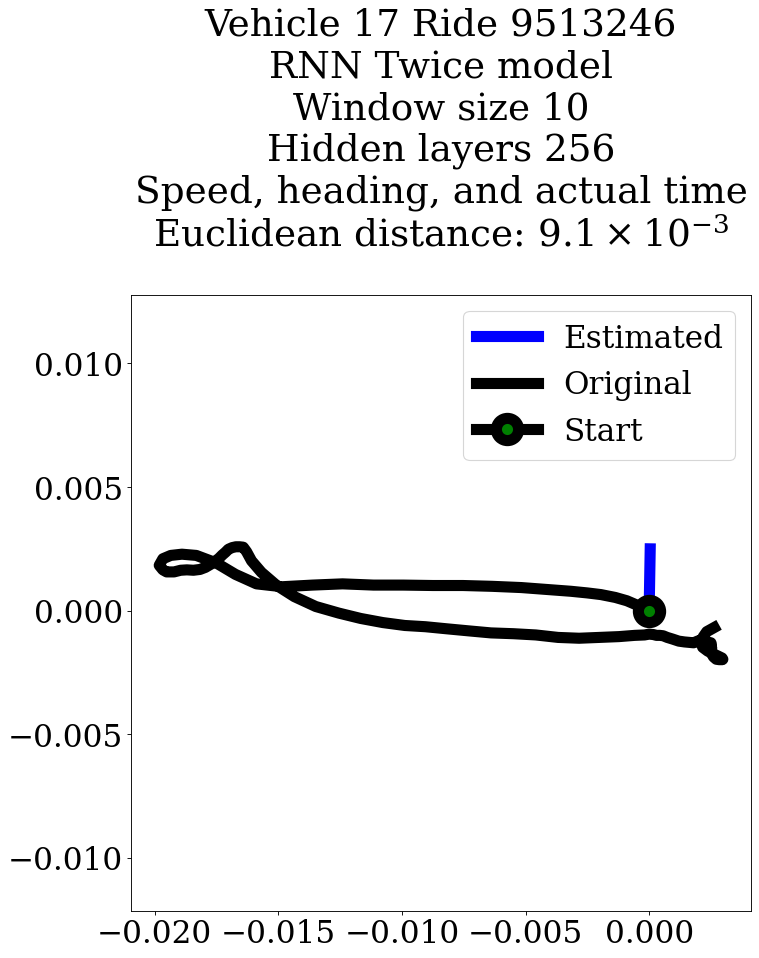 Vehicle 17 Ride 9513246
RNN Twice model
Window size 10
Hidden layers 256
Speed, heading, and actual time
Euclidean distance: 9.1 × 10⁻³
Estimated
Original
Start
0.010
0.005
0.000
−0.005
−0.010
−0.020 −0.015 −0.010 −0.005 0.000